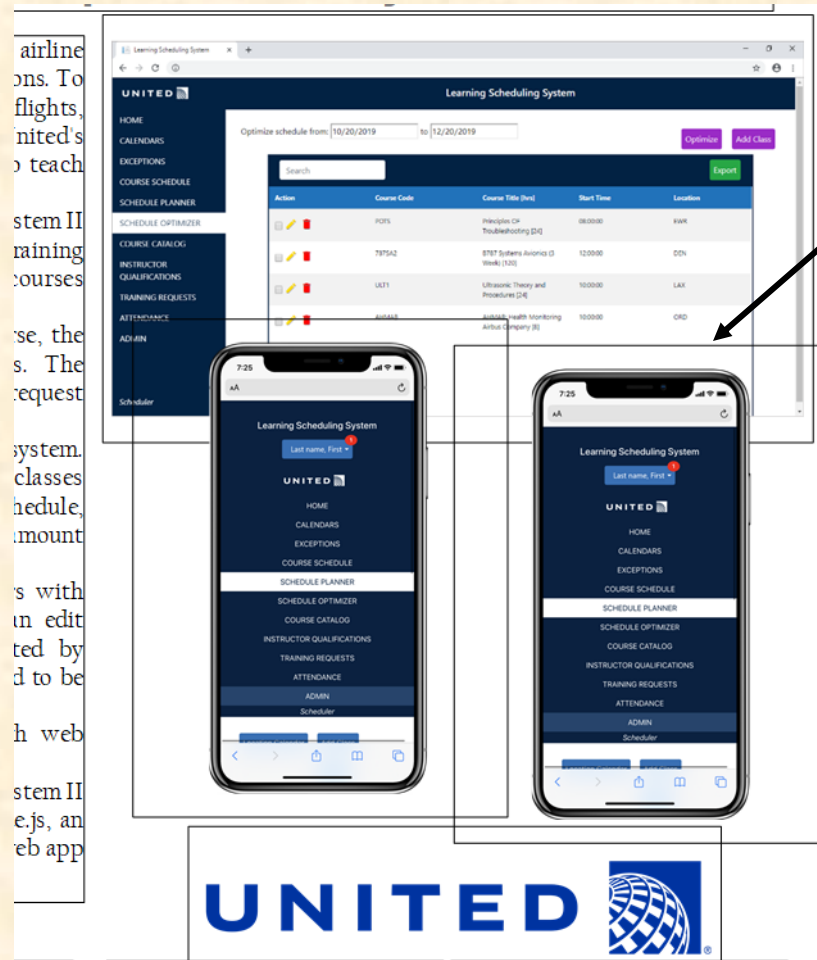 airline
ons. To
flights,
nited's
o teach
stem II
raining
courses
rse, the
s. The
request
system.
classes
hedule,
mount
rs with
an edit
ted by
d to be
h web
stem II
e.js, an
eb app
Learning Scheduling System
UNITED
Learning Scheduling System
HOME
CALENDARS
EXCEPTIONS
COURSE SCHEDULE
SCHEDULE PLANNER
SCHEDULE OPTIMIZER
COURSE CATALOG
INSTRUCTOR
QUALIFICATIONS
TRAINING REQUESTS
ATTENDANCE
ADMIN
Scheduler
Optimize schedule from: 10/20/2019 to 12/20/2019
Optimize Add Class
Search Export
Action Course Code Course Title (hrs) Start Time Location
POTS Principles Of Troubleshooting [24] 08:00:00 EWR
787SA2 B787 Systems Avionics (3 Week) [120] 12:00:00 DEN
ULT1 Ultrasonic Theory and Procedures [24] 10:00:00 LAX
AIRMAN: Health Monitoring Airbus Company [8] 10:00:00 ORD
7:25
AA
Learning Scheduling System
1
Last name, First
UNITED
HOME
CALENDARS
EXCEPTIONS
COURSE SCHEDULE
SCHEDULE PLANNER
SCHEDULE OPTIMIZER
COURSE CATALOG
INSTRUCTOR QUALIFICATIONS
TRAINING REQUESTS
ATTENDANCE
ADMIN
Scheduler
7:25
AA
Learning Scheduling System
1
Last name, First
UNITED
HOME
CALENDARS
EXCEPTIONS
COURSE SCHEDULE
SCHEDULE PLANNER
SCHEDULE OPTIMIZER
COURSE CATALOG
INSTRUCTOR QUALIFICATIONS
TRAINING REQUESTS
ATTENDANCE
ADMIN
Scheduler
UNITED